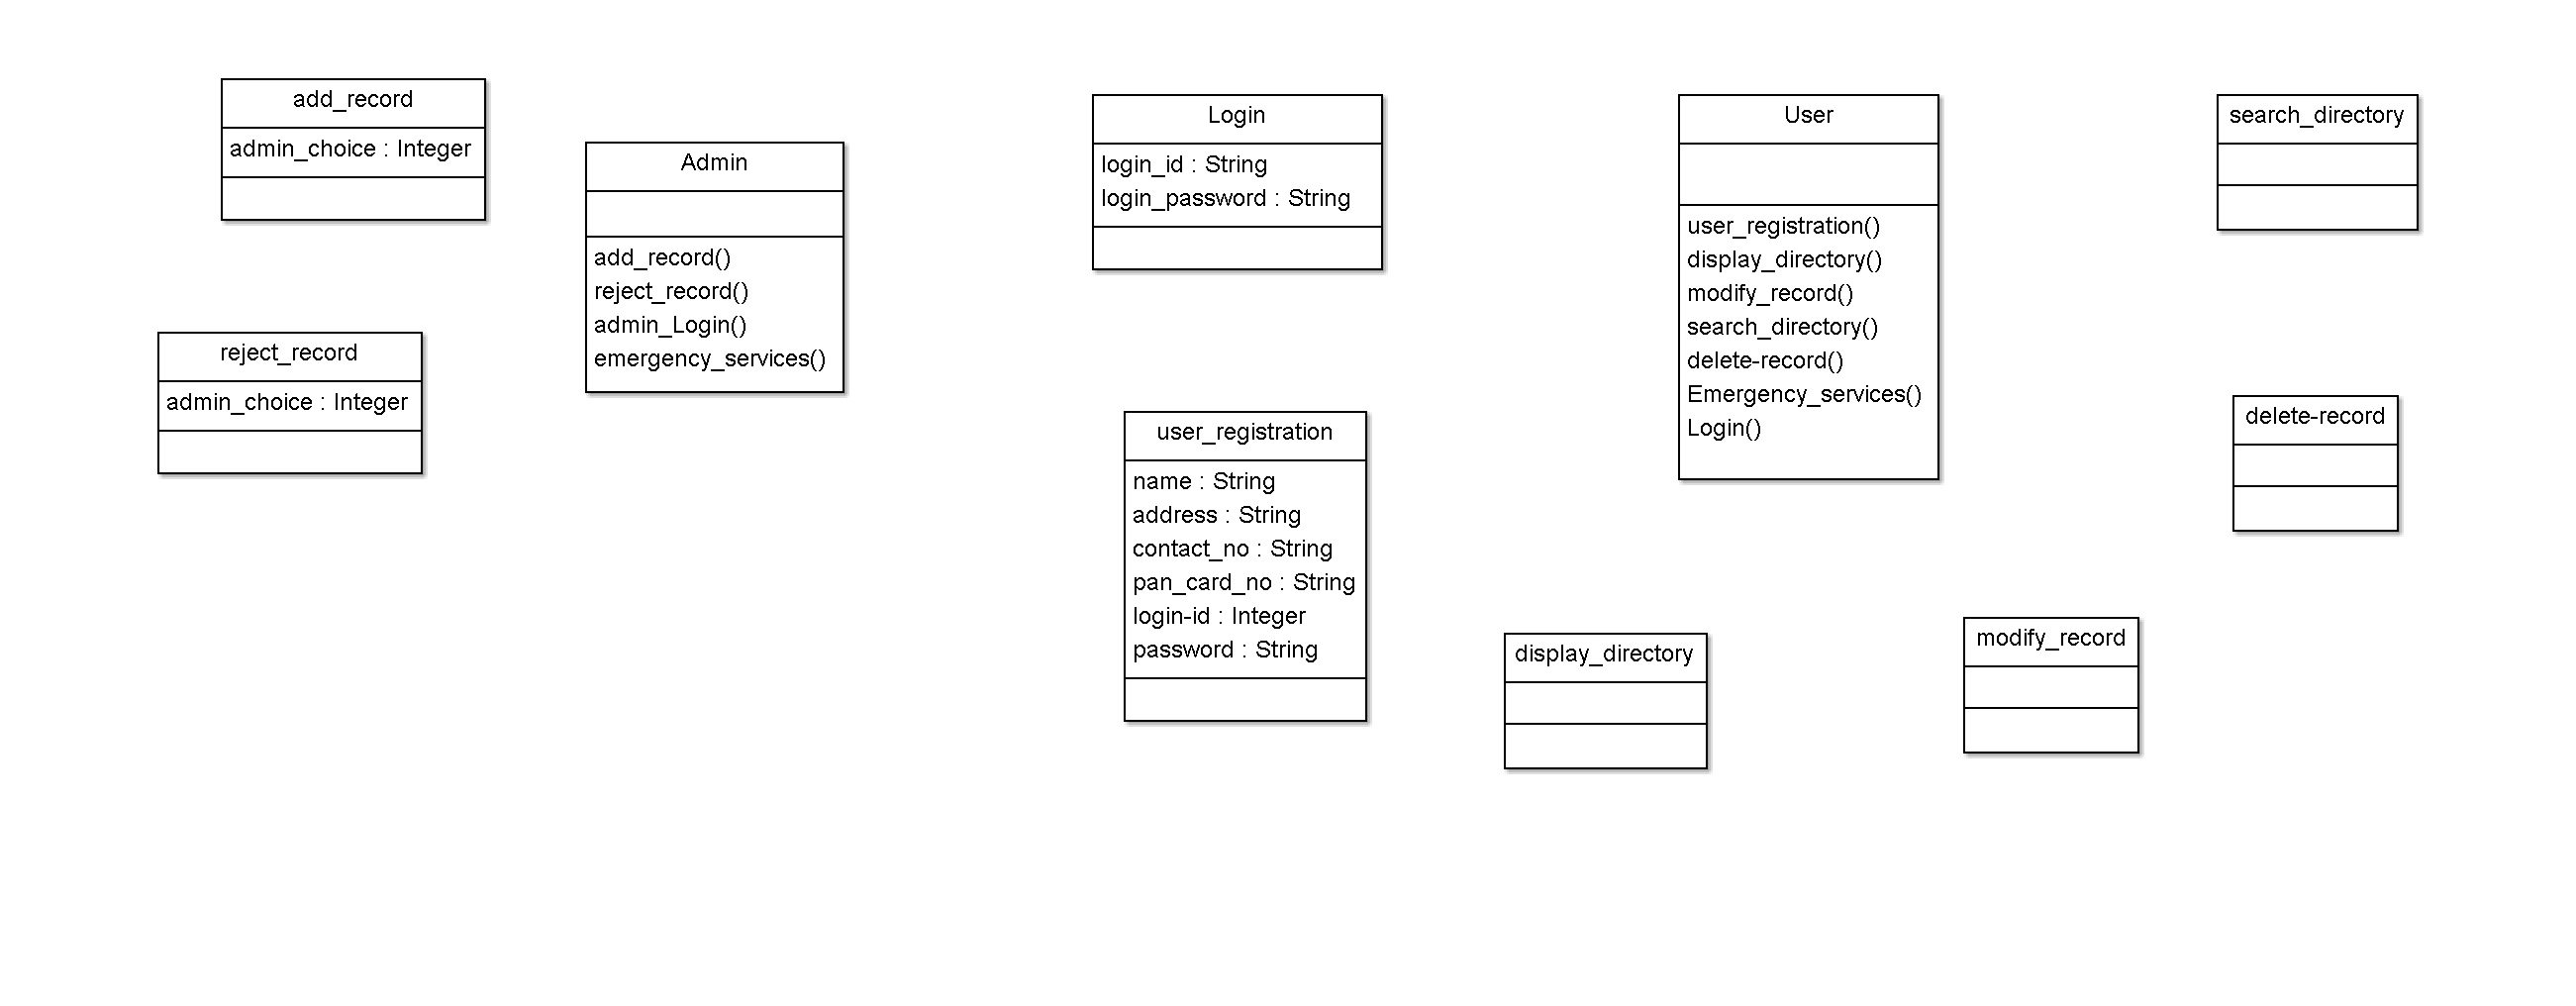 add_record
admin_choice : Integer
reject_record
admin_choice : Integer
Admin
add_record()
reject_record()
admin_Login()
emergency_services()
Login
login_id : String
login_password : String
user_registration
name : String
address : String
contact_no : String
pan_card_no : String
login-id : Integer
password : String
User
user_registration()
display_directory()
modify_record()
search_directory()
delete-record()
Emergency_services()
Login()
display_directory
modify_record
search_directory
delete-record